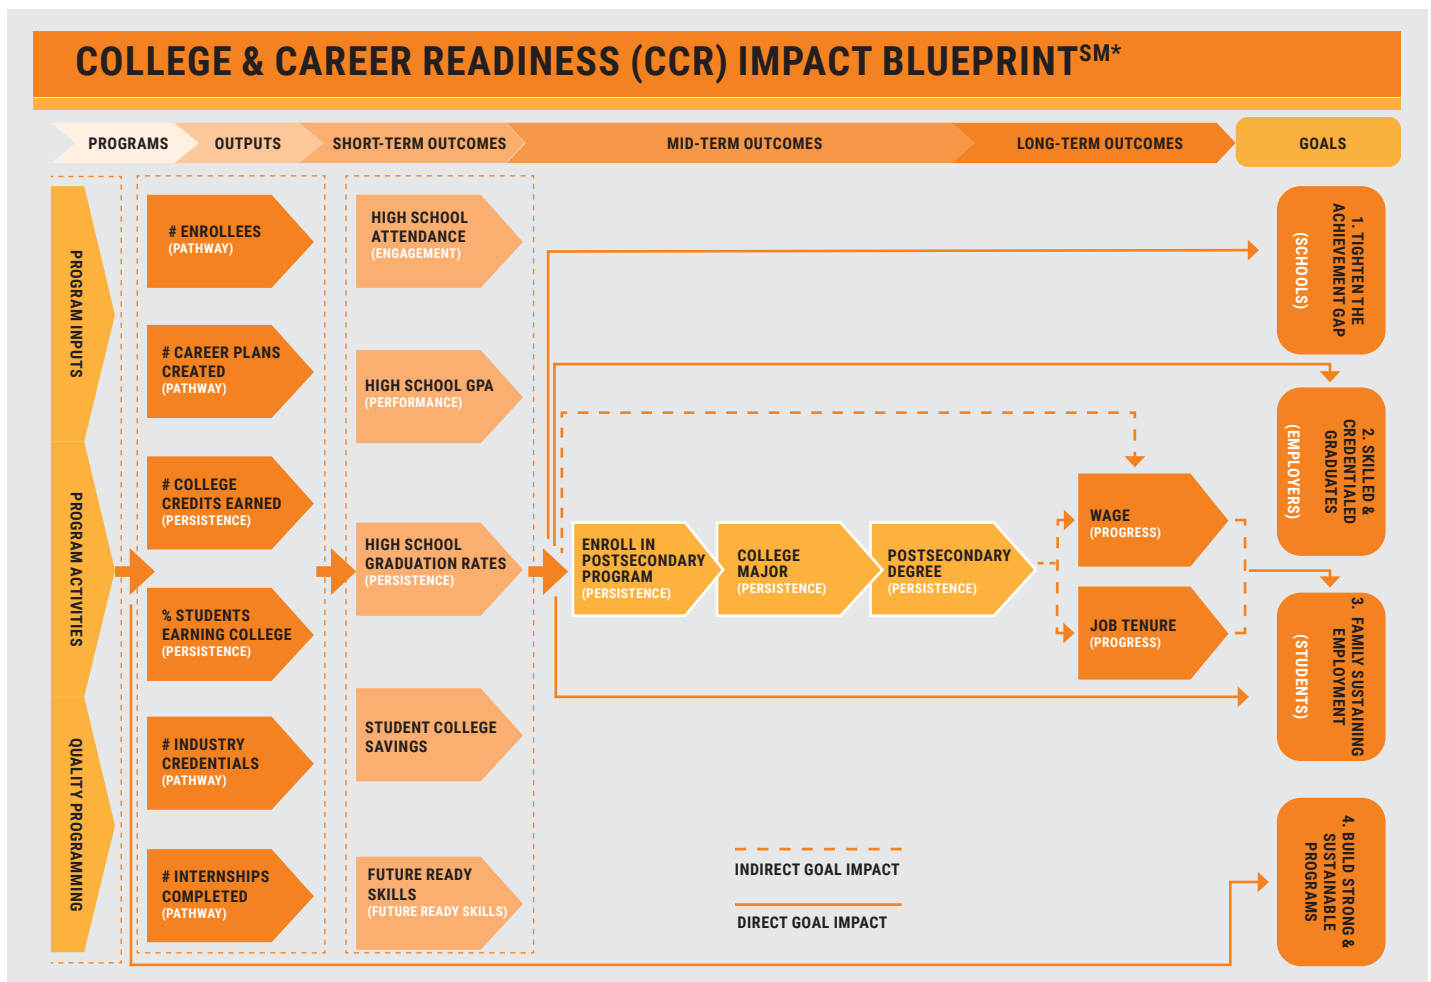 COLLEGE & CAREER READINESS (CCR) IMPACT BLUEPRINTSM*
PROGRAMS
OUTPUTS
SHORT-TERM OUTCOMES
MID-TERM OUTCOMES
LONG-TERM OUTCOMES
GOALS
PROGRAM INPUTS
PROGRAM ACTIVITIES
QUALITY PROGRAMMING
# ENROLLEES
(PATHWAY)
# CAREER PLANS
CREATED
(PATHWAY)
# COLLEGE
CREDITS EARNED
(PERSISTENCE)
% STUDENTS
EARNING COLLEGE
(PERSISTENCE)
# INDUSTRY
CREDENTIALS
(PATHWAY)
# INTERNSHIPS
COMPLETED
(PATHWAY)
HIGH SCHOOL
ATTENDANCE
(ENGAGEMENT)
HIGH SCHOOL GPA
(PERFORMANCE)
HIGH SCHOOL
GRADUATION RATES
(PERSISTENCE)
STUDENT COLLEGE
SAVINGS
FUTURE READY
SKILLS
(FUTURE READY SKILLS)
ENROLL IN
POSTSECONDARY
PROGRAM
(PERSISTENCE)
COLLEGE
MAJOR
(PERSISTENCE)
POSTSECONDARY
DEGREE
(PERSISTENCE)
WAGE
(PROGRESS)
JOB TENURE
(PROGRESS)
1. TIGHTEN THE
ACHIEVEMENT GAP
(SCHOOLS)
2. SKILLED &
CREDENTIALED
GRADUATES
(EMPLOYERS)
3. FAMILY SUSTAINING
EMPLOYMENT
(STUDENTS)
4. BUILD STRONG &
SUSTAINABLE
PROGRAMS
INDIRECT GOAL IMPACT
DIRECT GOAL IMPACT